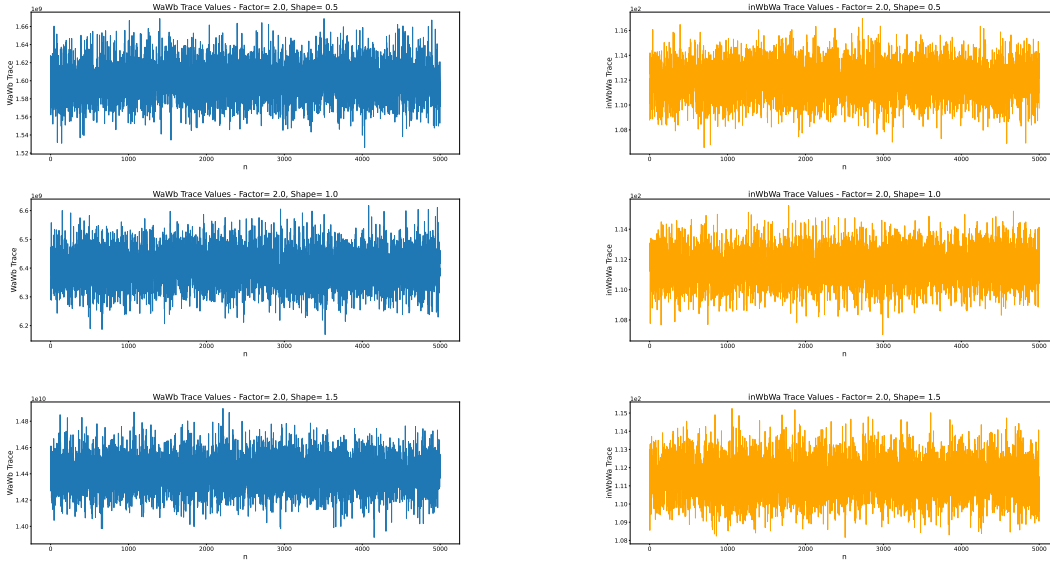 WaWb Trace Values - Factor= 2.0, Shape= 0.5
1e9
1.66
1.64
1.62
1.60
1.58
1.56
1.54
1.52
WaWb Trace
0 1000 2000 3000 4000 5000
n
inWbWa Trace Values - Factor= 2.0, Shape= 0.5
1e2
1.16
1.14
1.12
1.10
1.08
inWbWa Trace
0 1000 2000 3000 4000 5000
n
WaWb Trace Values - Factor= 2.0, Shape= 1.0
1e9
6.6
6.5
6.4
6.3
6.2
WaWb Trace
0 1000 2000 3000 4000 5000
n
inWbWa Trace Values - Factor= 2.0, Shape= 1.0
1e2
1.14
1.12
1.10
1.08
inWbWa Trace
0 1000 2000 3000 4000 5000
n
WaWb Trace Values - Factor= 2.0, Shape= 1.5
1e10
1.48
1.46
1.44
1.42
1.40
WaWb Trace
0 1000 2000 3000 4000 5000
n
inWbWa Trace Values - Factor= 2.0, Shape= 1.5
1e2
1.15
1.14
1.13
1.12
1.11
1.10
1.09
1.08
inWbWa Trace
0 1000 2000 3000 4000 5000
n